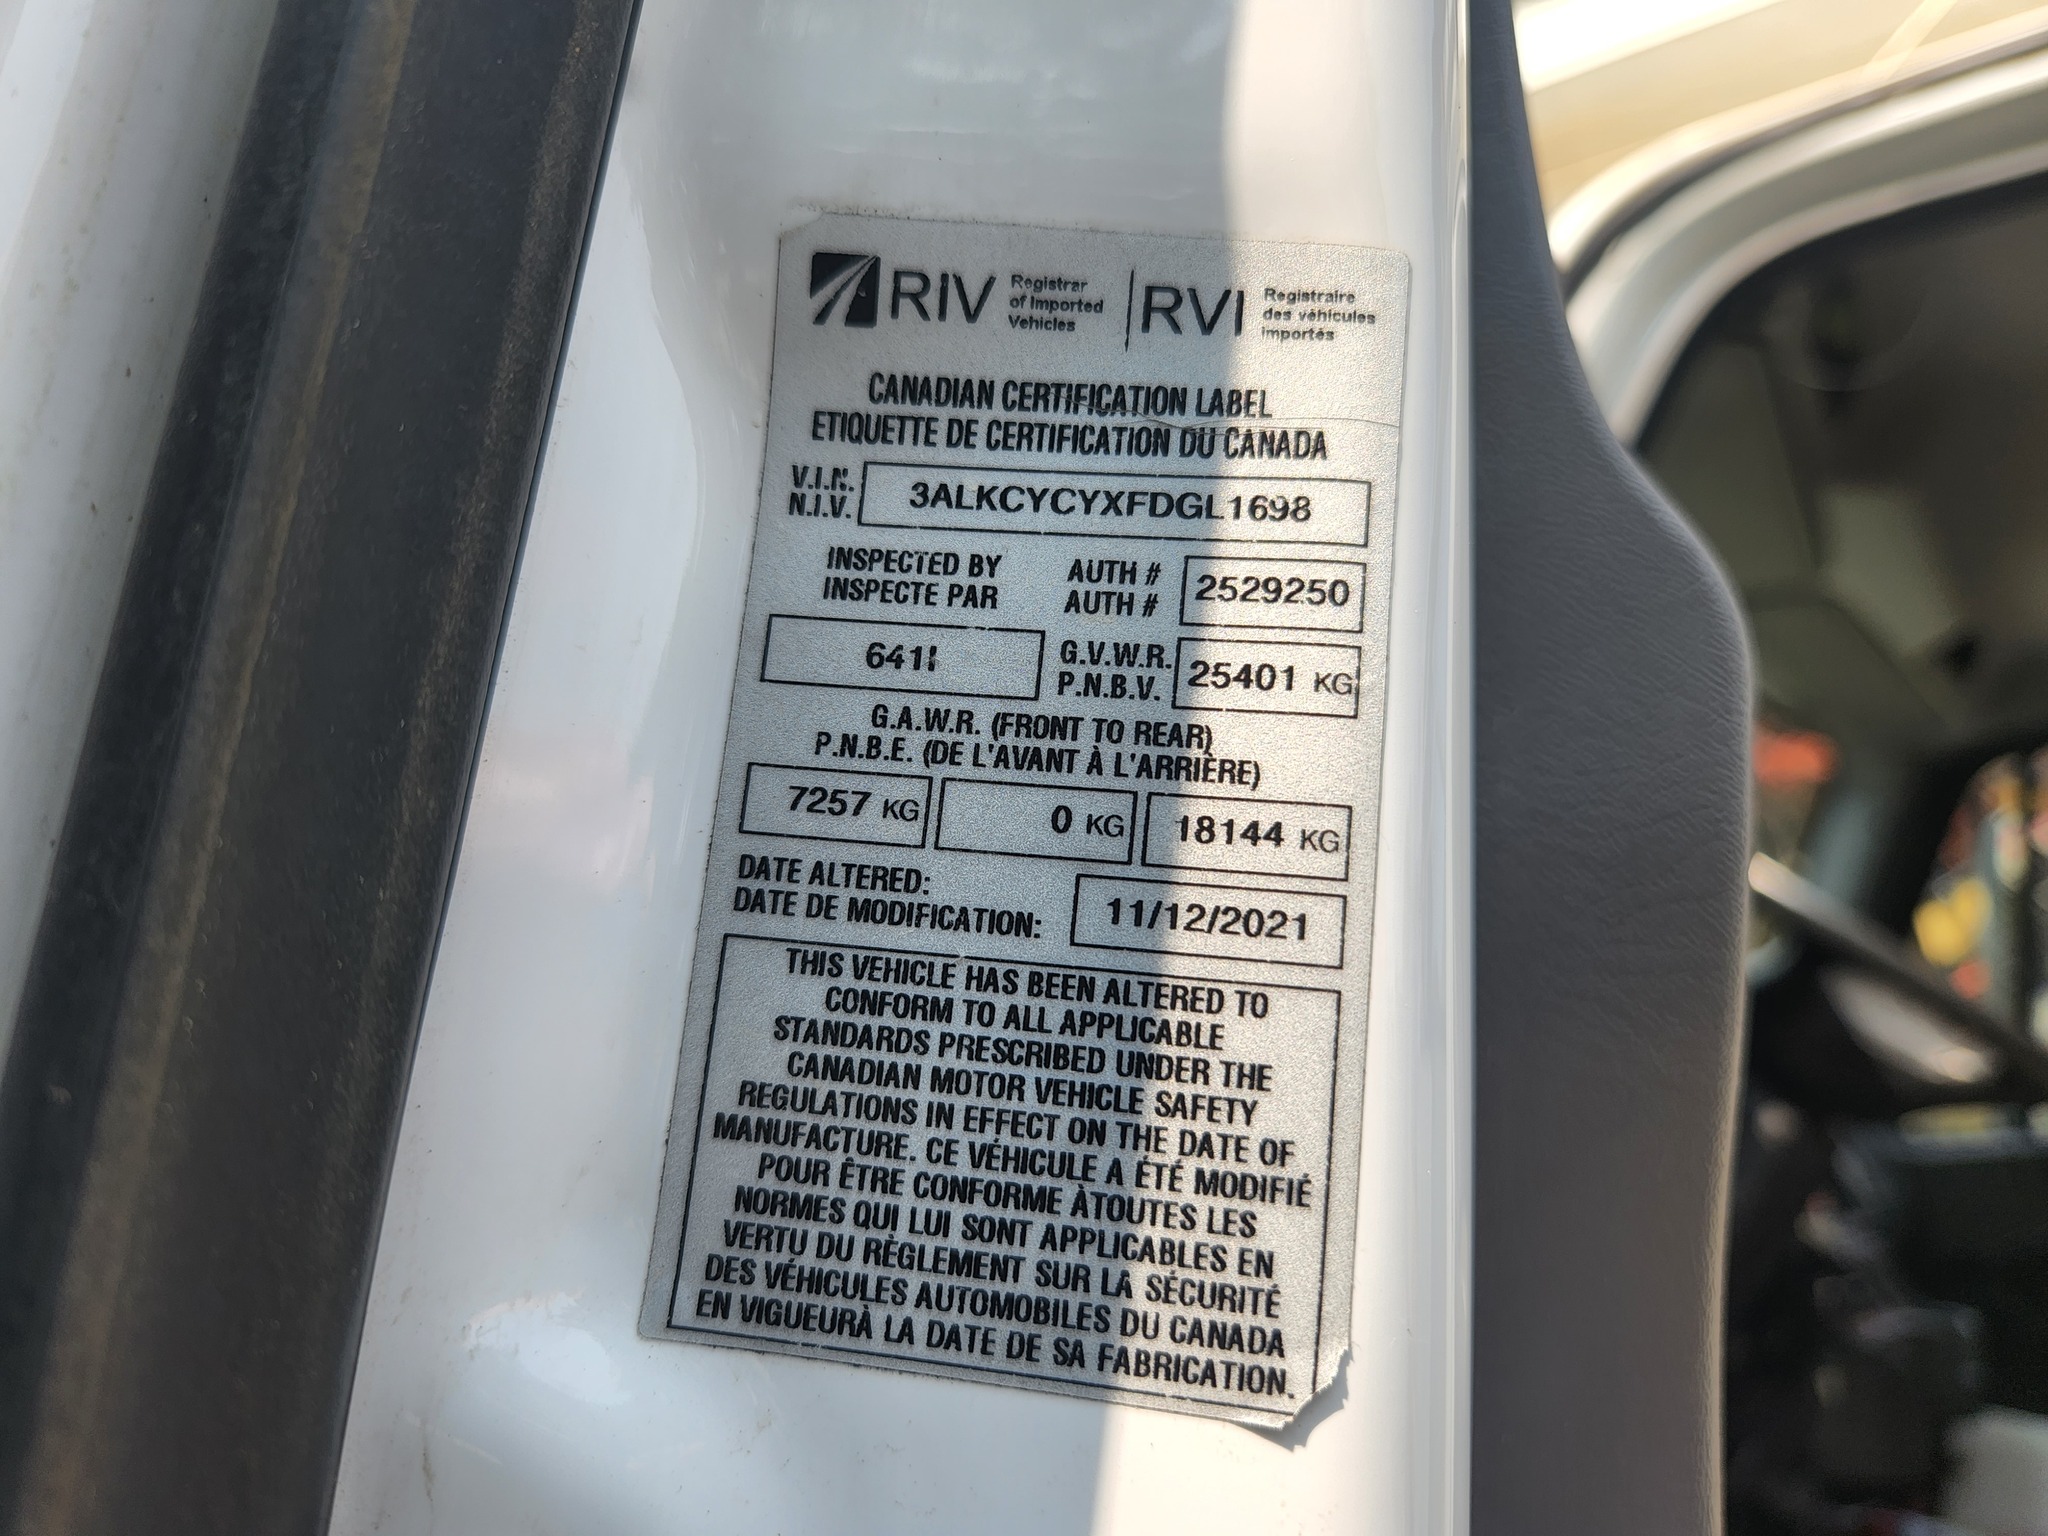 RIV Registrar of Imported Vehicles | RVI Registraire des véhicules importés
CANADIAN CERTIFICATION LABEL
ETIQUETTE DE CERTIFICATION DU CANADA
V.I.N. N.I.V. 3ALKCYCYXFDGL1698
INSPECTED BY AUTH # 2529250
INSPECTE PAR AUTH #
641I G.V.W.R. 25401 KG
P.N.B.V.
G.A.W.R. (FRONT TO REAR)
P.N.B.E. (DE L'AVANT À L'ARRIÈRE)
7257 KG 0 KG 18144 KG
DATE ALTERED:
DATE DE MODIFICATION: 11/12/2021
THIS VEHICLE HAS BEEN ALTERED TO
CONFORM TO ALL APPLICABLE
STANDARDS PRESCRIBED UNDER THE
CANADIAN MOTOR VEHICLE SAFETY
REGULATIONS IN EFFECT ON THE DATE OF
MANUFACTURE. CE VÉHICULE A ÉTÉ MODIFIÉ
POUR ÊTRE CONFORME ÀTOUTES LES
NORMES QUI LUI SONT APPLICABLES EN
VERTU DU RÈGLEMENT SUR LA SÉCURITÉ
DES VÉHICULES AUTOMOBILES DU CANADA
EN VIGUEURÀ LA DATE DE SA FABRICATION.